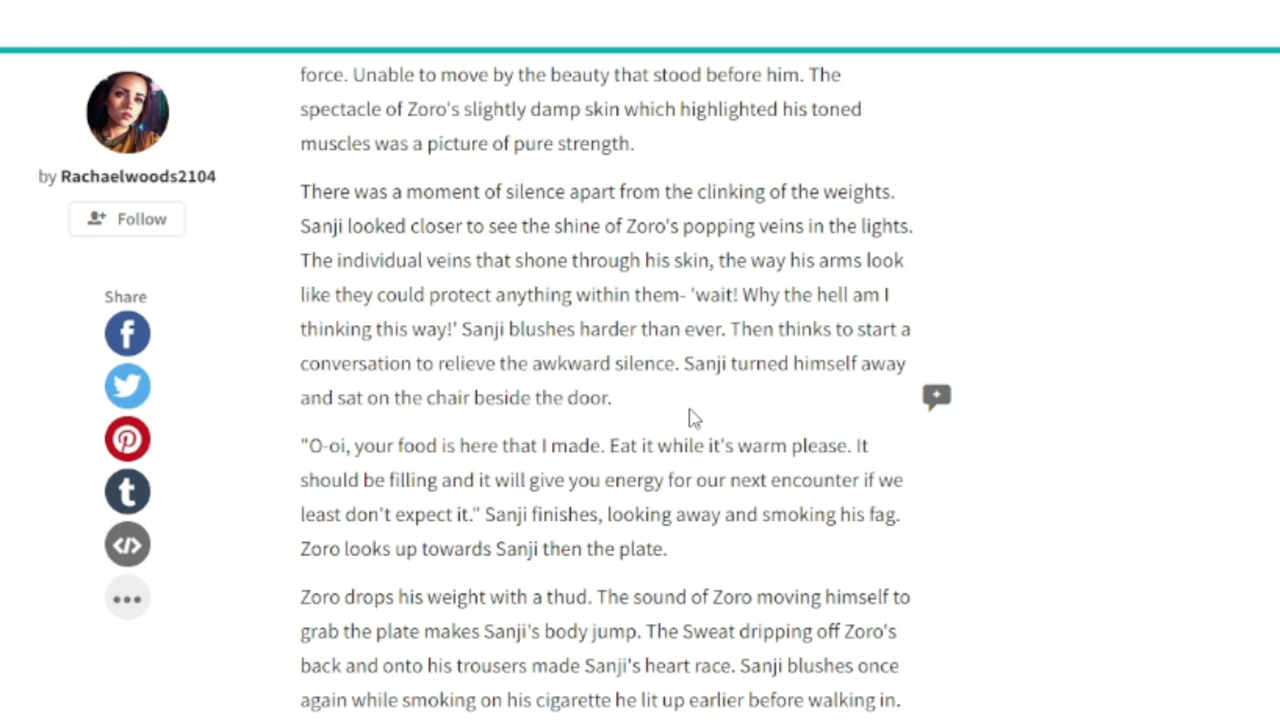 force. Unable to move by the beauty that stood before him. The
spectacle of Zoro's slightly damp skin which highlighted his toned
muscles was a picture of pure strength.
by Rachaelwoods2104
Follow
There was a moment of silence apart from the clinking of the weights.
Sanji looked closer to see the shine of Zoro's popping veins in the lights.
The individual veins that shone through his skin, the way his arms look
like they could protect anything within them- 'wait! Why the hell am I
thinking this way!' Sanji blushes harder than ever. Then thinks to start a
conversation to relieve the awkward silence. Sanji turned himself away
and sat on the chair beside the door.
Share
"O-oi, your food is here that I made. Eat it while it's warm please. It
should be filling and it will give you energy for our next encounter if we
least don't expect it." Sanji finishes, looking away and smoking his fag.
Zoro looks up towards Sanji then the plate.
Zoro drops his weight with a thud. The sound of Zoro moving himself to
grab the plate makes Sanji's body jump. The Sweat dripping off Zoro's
back and onto his trousers made Sanji's heart race. Sanji blushes once
again while smoking on his cigarette he lit up earlier before walking in.